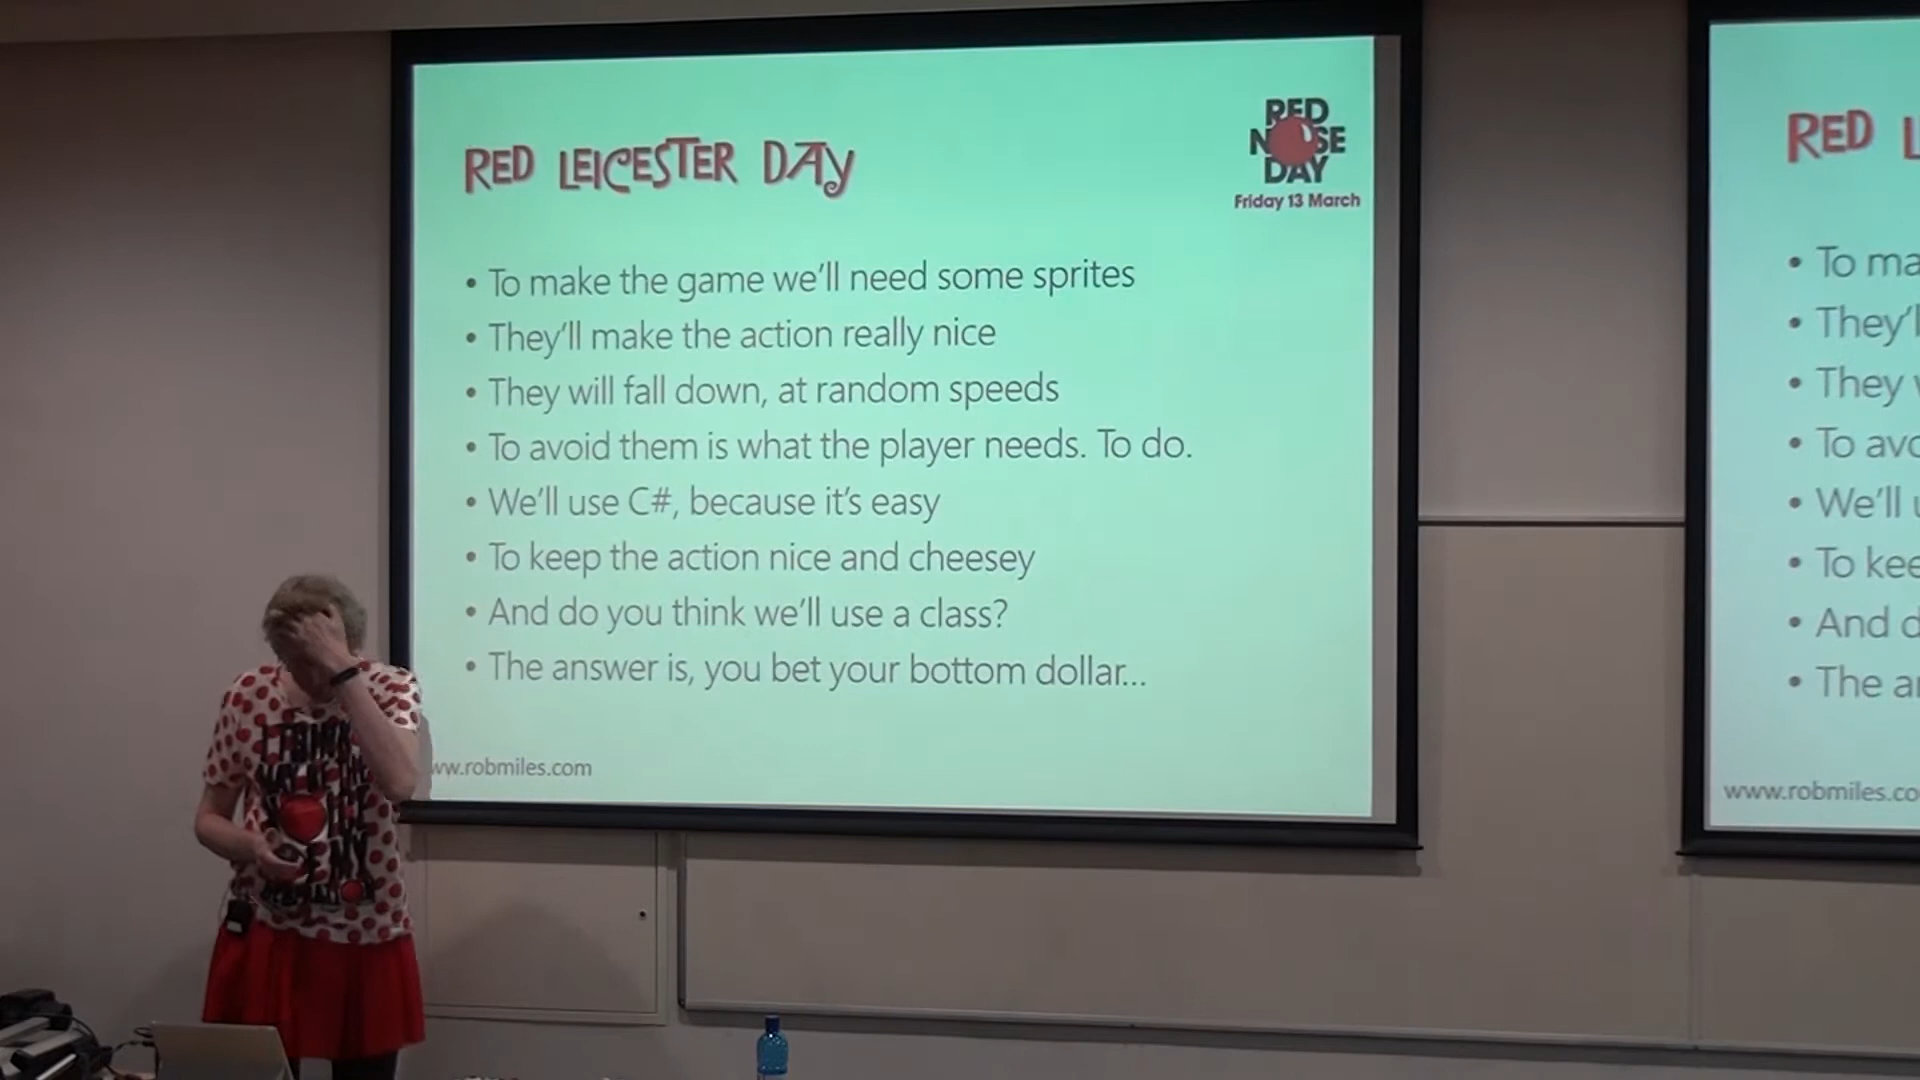 RED LEICESTER DAY
RED
NOSE
DAY
Friday 13 March
• To make the game we'll need some sprites
• They'll make the action really nice
• They will fall down, at random speeds
• To avoid them is what the player needs. To do.
• We'll use C#, because it's easy
• To keep the action nice and cheesey
• And do you think we'll use a class?
• The answer is, you bet your bottom dollar...
ww.robmiles.com
RED L
• To ma
• They'l
• They w
• To avo
• We'll u
• To kee
• And d
• The an
www.robmiles.co
I THINK
MY